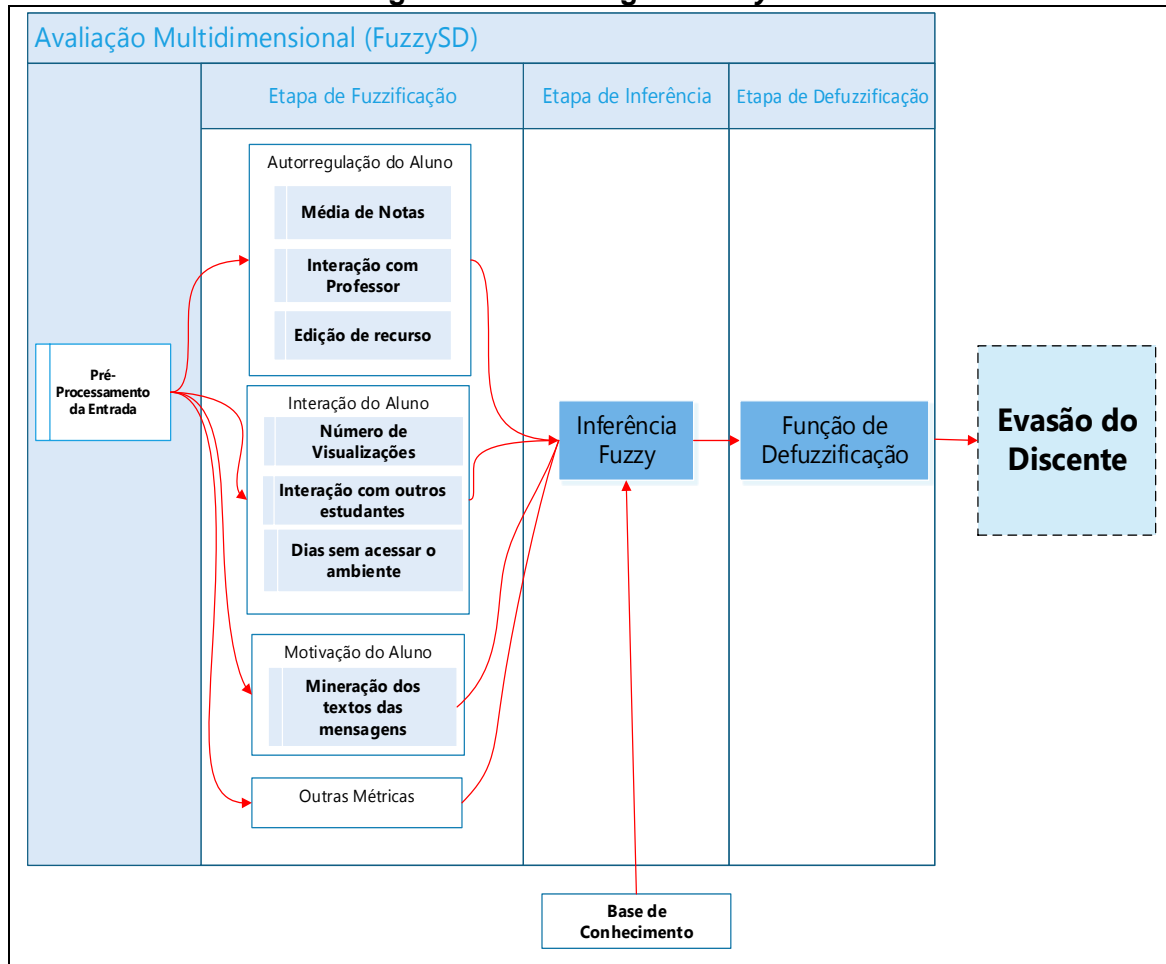 Avaliação Multidimensional (FuzzySD)
Etapa de Fuzzificação
Etapa de Inferência
Etapa de Defuzzificação
Autorregulação do Aluno
Média de Notas
Interação com
Professor
Edição de recurso
Pré-
Processamento
da Entrada
Interação do Aluno
Número de
Visualizações
Interação com outros
estudantes
Dias sem acessar o
ambiente
Motivação do Aluno
Mineração dos
textos das
mensagens
Outras Métricas
Inferência
Fuzzy
Função de
Defuzzificação
Evasão do
Discente
Base de
Conhecimento